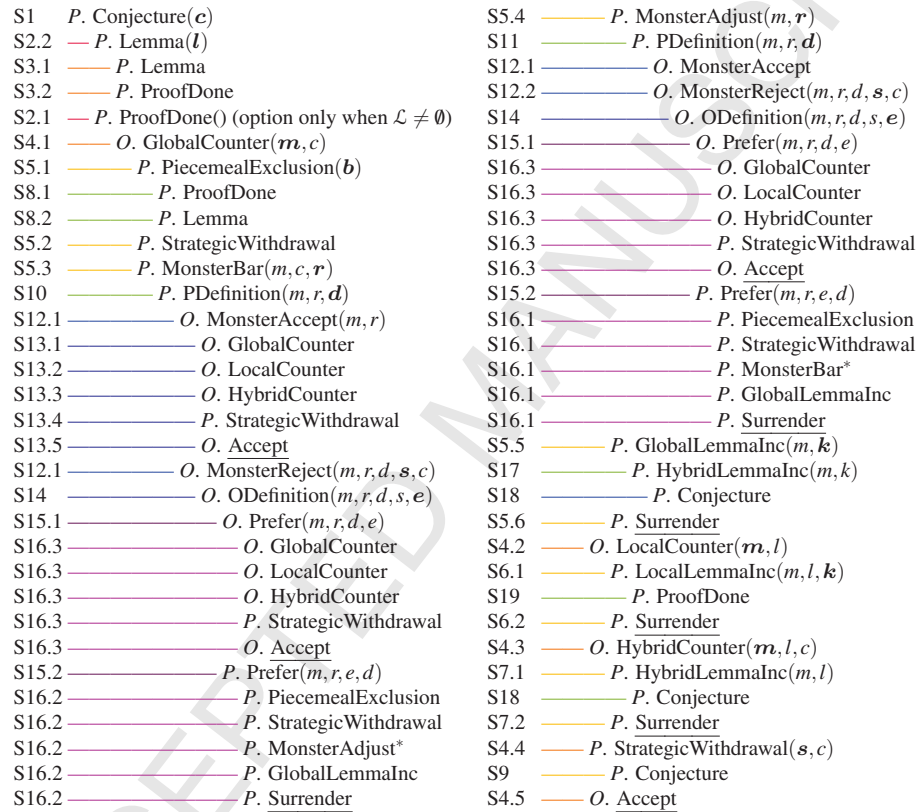 S1 P. Conjecture(c)
S2.2 P. Lemma(l)
S3.1 P. Lemma
S3.2 P. ProofDone
S2.1 P. ProofDone() (option only when ℒ ≠ ∅)
S4.1 O. GlobalCounter(m,c)
S5.1 P. PiecemealExclusion(b)
S8.1 P. ProofDone
S8.2 P. Lemma
S5.2 P. StrategicWithdrawal
S5.3 P. MonsterBar(m,c,r)
S10 P. PDefinition(m,r,d)
S12.1 O. MonsterAccept(m,r)
S13.1 O. GlobalCounter
S13.2 O. LocalCounter
S13.3 O. HybridCounter
S13.4 P. StrategicWithdrawal
S13.5 O. Accept
S12.1 O. MonsterReject(m,r,d,s,c)
S14 O. ODefinition(m,r,d,s,e)
S15.1 O. Prefer(m,r,d,e)
S16.3 O. GlobalCounter
S16.3 O. LocalCounter
S16.3 O. HybridCounter
S16.3 P. StrategicWithdrawal
S16.3 O. Accept
S15.2 P. Prefer(m,r,e,d)
S16.2 P. PiecemealExclusion
S16.2 P. StrategicWithdrawal
S16.2 P. MonsterAdjust*
S16.2 P. GlobalLemmaInc
S16.2 P. Surrender
S5.4 P. MonsterAdjust(m,r)
S11 P. PDefinition(m,r,d)
S12.1 O. MonsterAccept
S12.2 O. MonsterReject(m,r,d,s,c)
S14 O. ODefinition(m,r,d,s,e)
S15.1 O. Prefer(m,r,d,e)
S16.3 O. GlobalCounter
S16.3 O. LocalCounter
S16.3 O. HybridCounter
S16.3 P. StrategicWithdrawal
S16.3 O. Accept
S15.2 P. Prefer(m,r,e,d)
S16.1 P. PiecemealExclusion
S16.1 P. StrategicWithdrawal
S16.1 P. MonsterBar*
S16.1 P. GlobalLemmaInc
S16.1 P. Surrender
S5.5 P. GlobalLemmaInc(m,k)
S17 P. HybridLemmaInc(m,k)
S18 P. Conjecture
S5.6 P. Surrender
S4.2 O. LocalCounter(m,l)
S6.1 P. LocalLemmaInc(m,l,k)
S19 P. ProofDone
S6.2 P. Surrender
S4.3 O. HybridCounter(m,l,c)
S7.1 P. HybridLemmaInc(m,l)
S18 P. Conjecture
S7.2 P. Surrender
S4.4 P. StrategicWithdrawal(s,c)
S9 P. Conjecture
S4.5 O. Accept